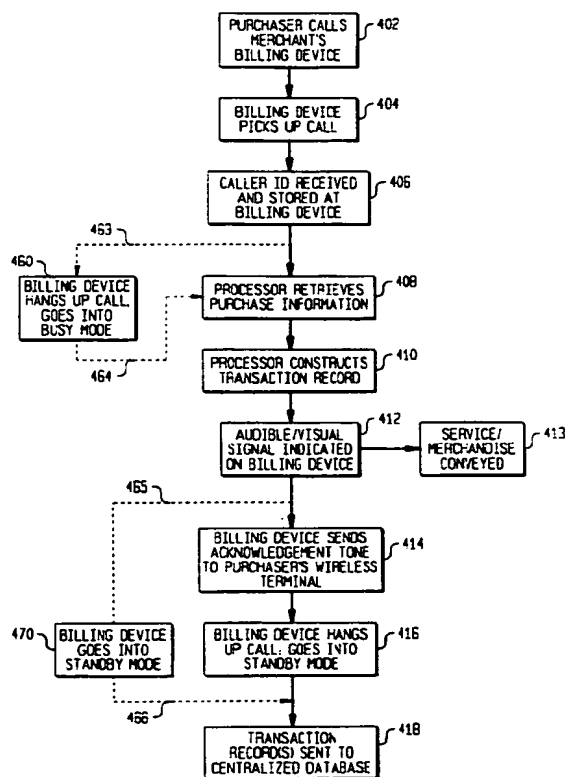 PURCHASER CALLS
MERCHANT'S
BILLING DEVICE
402
BILLING DEVICE
PICKS UP CALL
404
CALLER ID RECEIVED
AND STORED AT
BILLING DEVICE
406
463
460
BILLING DEVICE
HANGS UP CALL,
GOES INTO
BUSY MODE
PROCESSOR RETRIEVES
PURCHASE INFORMATION
408
464
PROCESSOR CONSTRUCTS
TRANSACTION RECORD
410
AUDIBLE/VISUAL
SIGNAL INDICATED
ON BILLING DEVICE
412
SERVICE/
MERCHANDISE
CONVEYED
413
465
BILLING DEVICE SENDS
ACKNOWLEDGEMENT TONE
TO PURCHASER'S WIRELESS
TERMINAL
414
470
BILLING DEVICE
GOES INTO
STANDBY MODE
BILLING DEVICE HANGS
UP CALL; GOES INTO
STANDBY MODE
416
466
TRANSACTION
RECORD(S) SENT TO
CENTRALIZED DATABASE
418